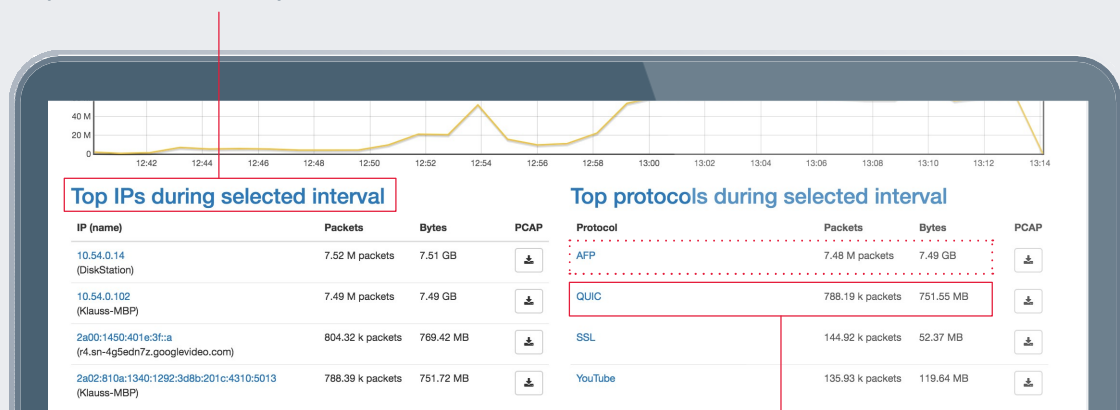 40 M
20 M
0
12:42 12:44 12:46 12:48 12:50 12:52 12:54 12:56 12:58 13:00 13:02 13:04 13:06 13:08 13:10 13:12 13:14
Top IPs during selected interval
IP (name) Packets Bytes PCAP
10.54.0.14 7.52 M packets 7.51 GB
(DiskStation)
10.54.0.102 7.49 M packets 7.49 GB
(Klauss-MBP)
2a00:1450:401e:3f::a 804.32 k packets 769.42 MB
(r4.sn-4g5edn7z.googlevideo.com)
2a02:810a:1340:1292:3d8b:201c:4310:5013 788.39 k packets 751.72 MB
(Klauss-MBP)
Top protocols during selected interval
Protocol Packets Bytes PCAP
AFP 7.48 M packets 7.49 GB
QUIC 788.19 k packets 751.55 MB
SSL 144.92 k packets 52.37 MB
YouTube 135.93 k packets 119.64 MB